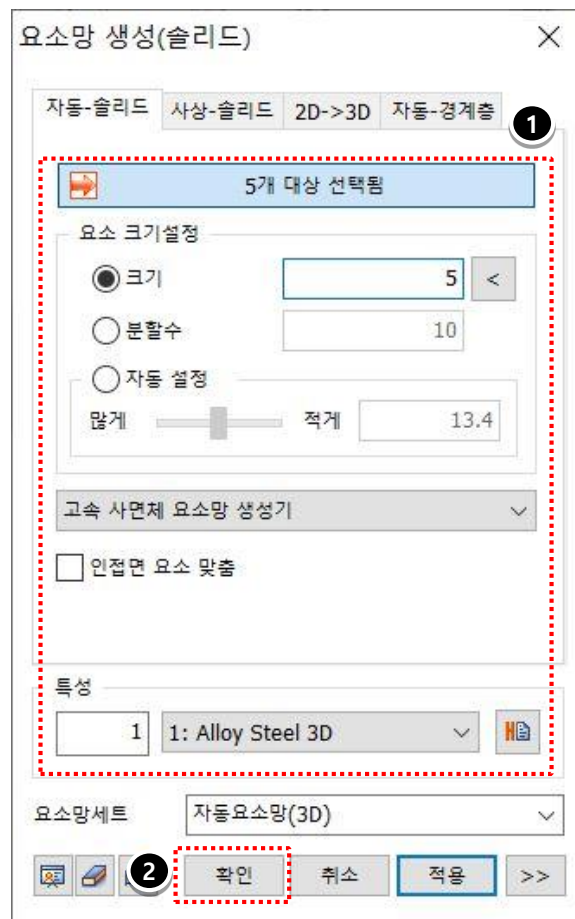 요소망 생성(솔리드)
자동-솔리드 사상-솔리드 2D->3D 자동-경계층
1
5개 대상 선택됨
요소 크기설정
크기 5 <
분할수 10
자동 설정
많게 적게 13.4
고속 사면체 요소망 생성기
인접면 요소 맞춤
특성
1 1: Alloy Steel 3D
요소망세트 자동요소망(3D)
2 확인 취소 적용 >>